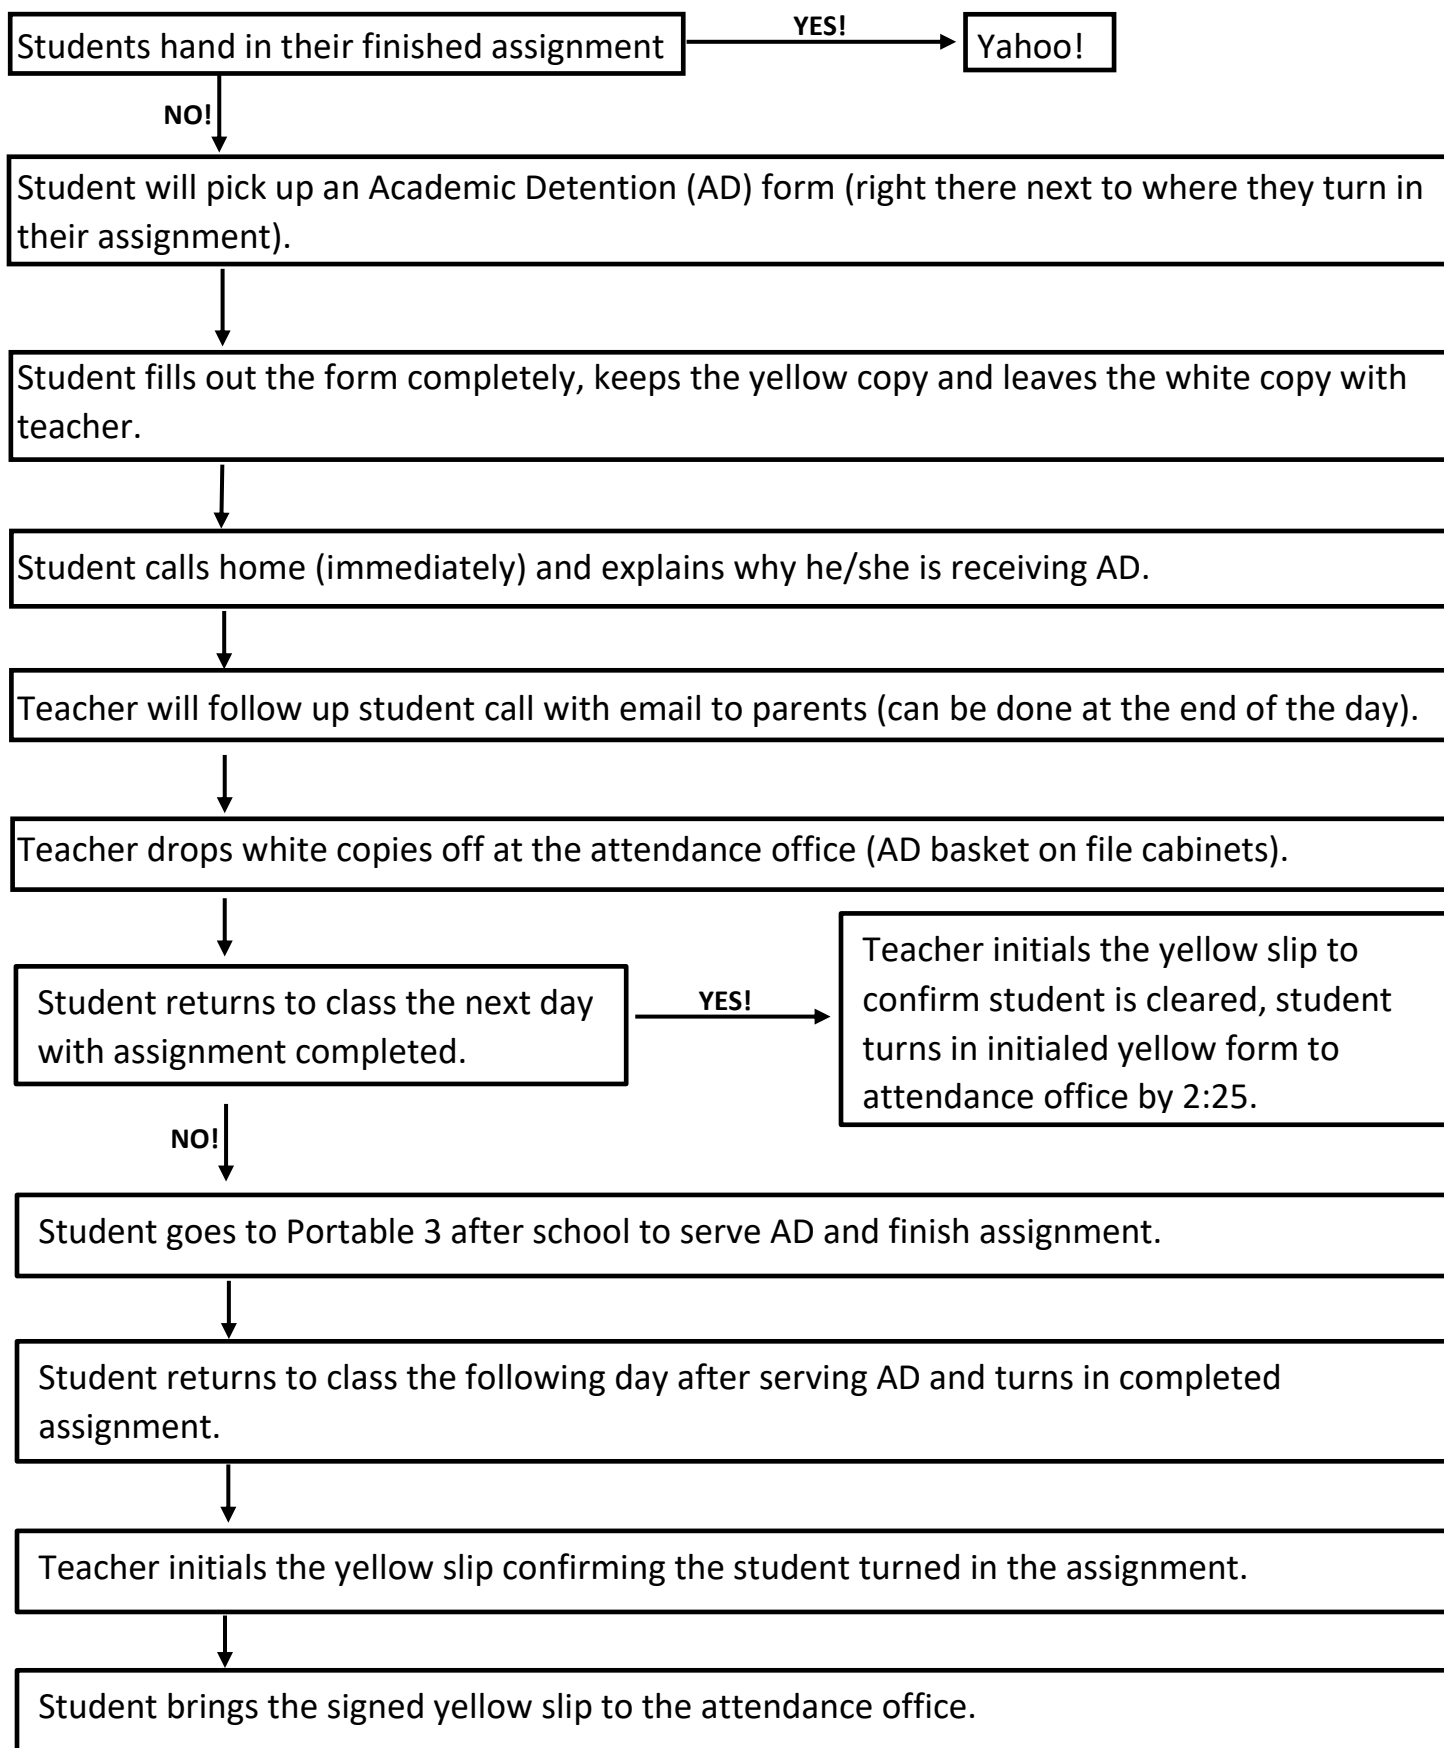 Students hand in their finished assignment
YES!
Yahoo!
NO!
Student will pick up an Academic Detention (AD) form (right there next to where they turn in
their assignment).
Student fills out the form completely, keeps the yellow copy and leaves the white copy with
teacher.
Student calls home (immediately) and explains why he/she is receiving AD.
Teacher will follow up student call with email to parents (can be done at the end of the day).
Teacher drops white copies off at the attendance office (AD basket on file cabinets).
Student returns to class the next day
with assignment completed.
YES!
Teacher initials the yellow slip to
confirm student is cleared, student
turns in initialed yellow form to
attendance office by 2:25.
NO!
Student goes to Portable 3 after school to serve AD and finish assignment.
Student returns to class the following day after serving AD and turns in completed
assignment.
Teacher initials the yellow slip confirming the student turned in the assignment.
Student brings the signed yellow slip to the attendance office.